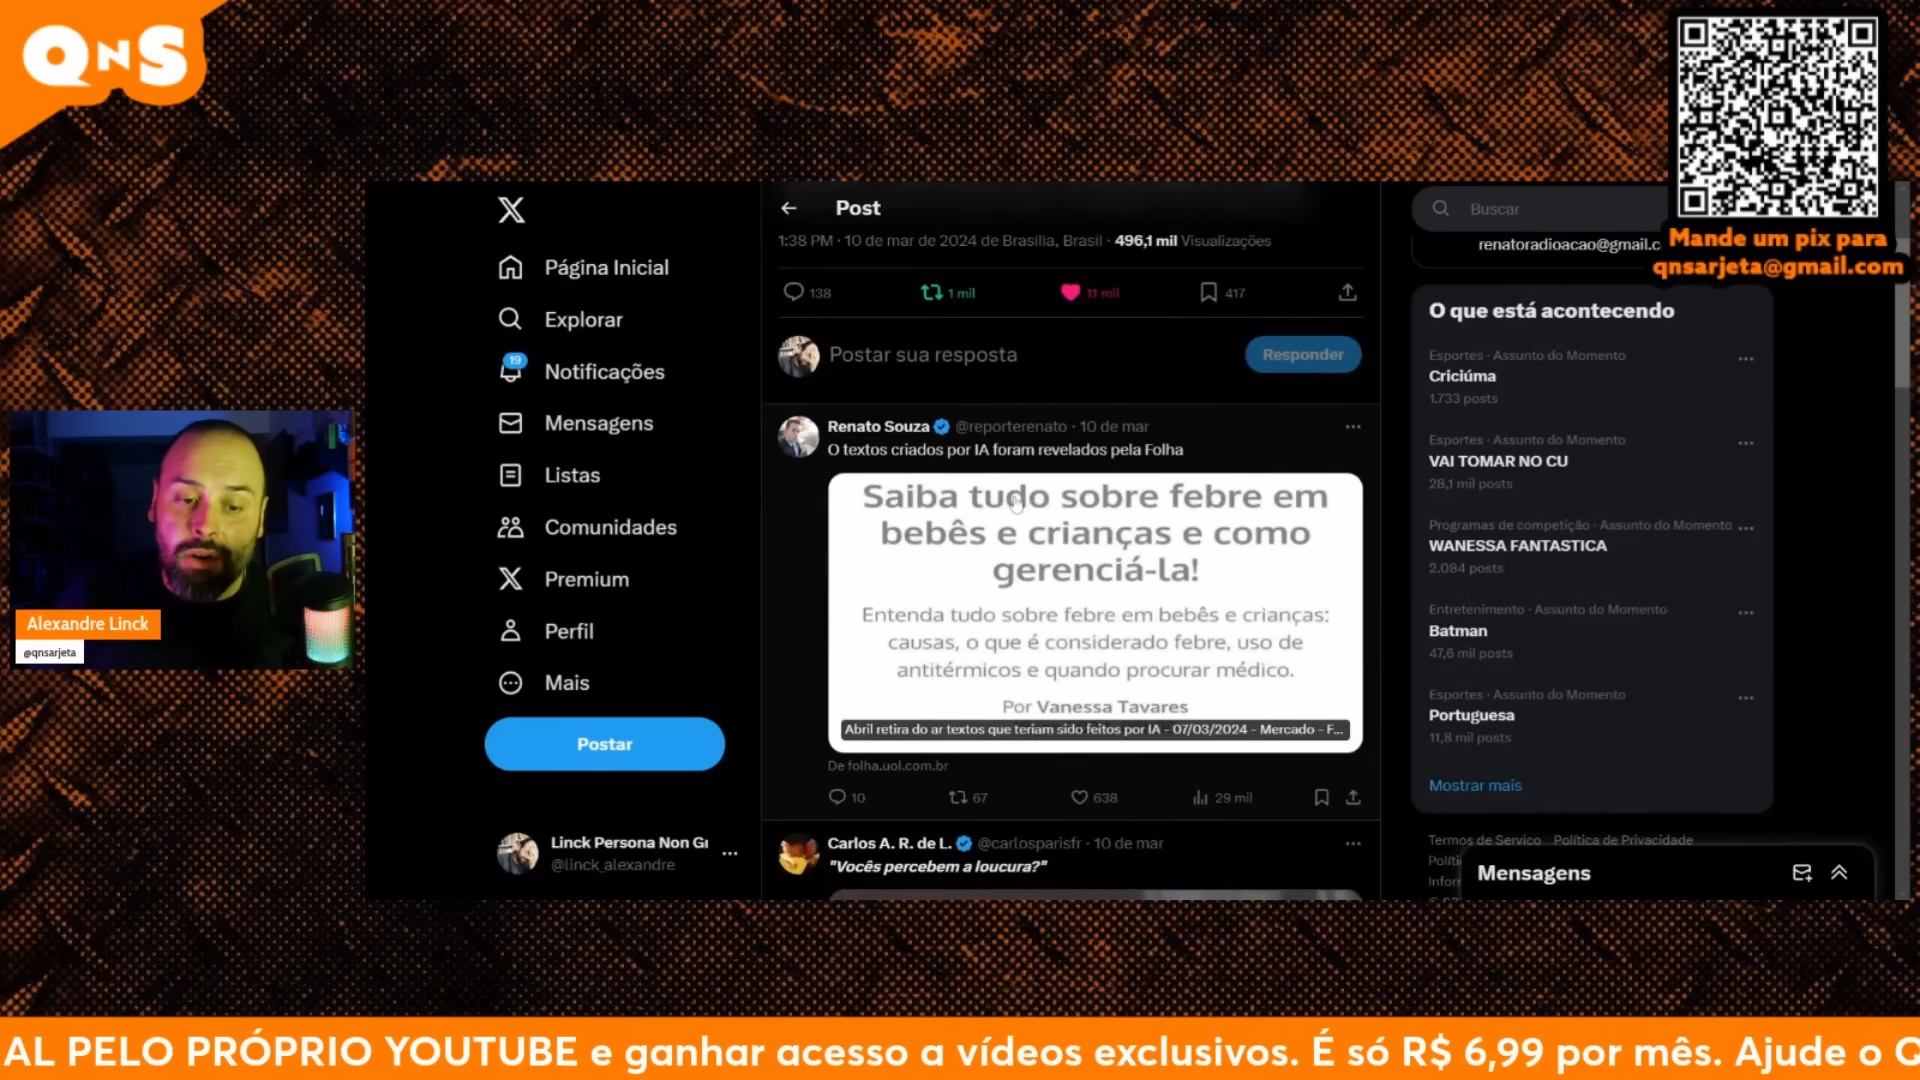 QNS
Mande um pix para
qnsarjeta@gmail.com
Alexandre Linck
@qnsarjeta
X
Página Inicial
Explorar
19
Notificações
Mensagens
Listas
Comunidades
Premium
Perfil
Mais
Postar
Linck Persona Non Gr
@linck_alexandre
Post
1:38 PM · 10 de mar de 2024 de Brasília, Brasil · 496,1 mil Visualizações
138 1 mil 11 mil 417
Postar sua resposta
Responder
Renato Souza @reporterenato · 10 de mar
O textos criados por IA foram revelados pela Folha
Saiba tudo sobre febre em
bebês e crianças e como
gerenciá-la!
Entenda tudo sobre febre em bebês e crianças:
causas, o que é considerado febre, uso de
antitérmicos e quando procurar médico.
Por Vanessa Tavares
Abril retira do ar textos que teriam sido feitos por IA - 07/03/2024 - Mercado - F...
De folha.uol.com.br
10 67 638 29 mil
Carlos A. R. de L. @carlosparisfr · 10 de mar
"Vocês percebem a loucura?"
Buscar
renatoradioacao@gmail.c
O que está acontecendo
Esportes · Assunto do Momento
Criciúma
1.733 posts
Esportes · Assunto do Momento
VAI TOMAR NO CU
28,1 mil posts
Programas de competição · Assunto do Momento
WANESSA FANTASTICA
2.084 posts
Entretenimento · Assunto do Momento
Batman
47,6 mil posts
Esportes · Assunto do Momento
Portuguesa
11,8 mil posts
Mostrar mais
Termos de Serviço Política de Privacidade
Políti
Infor
Mensagens
AL PELO PRÓPRIO YOUTUBE e ganhar acesso a vídeos exclusivos. É só R$ 6,99 por mês. Ajude o Q